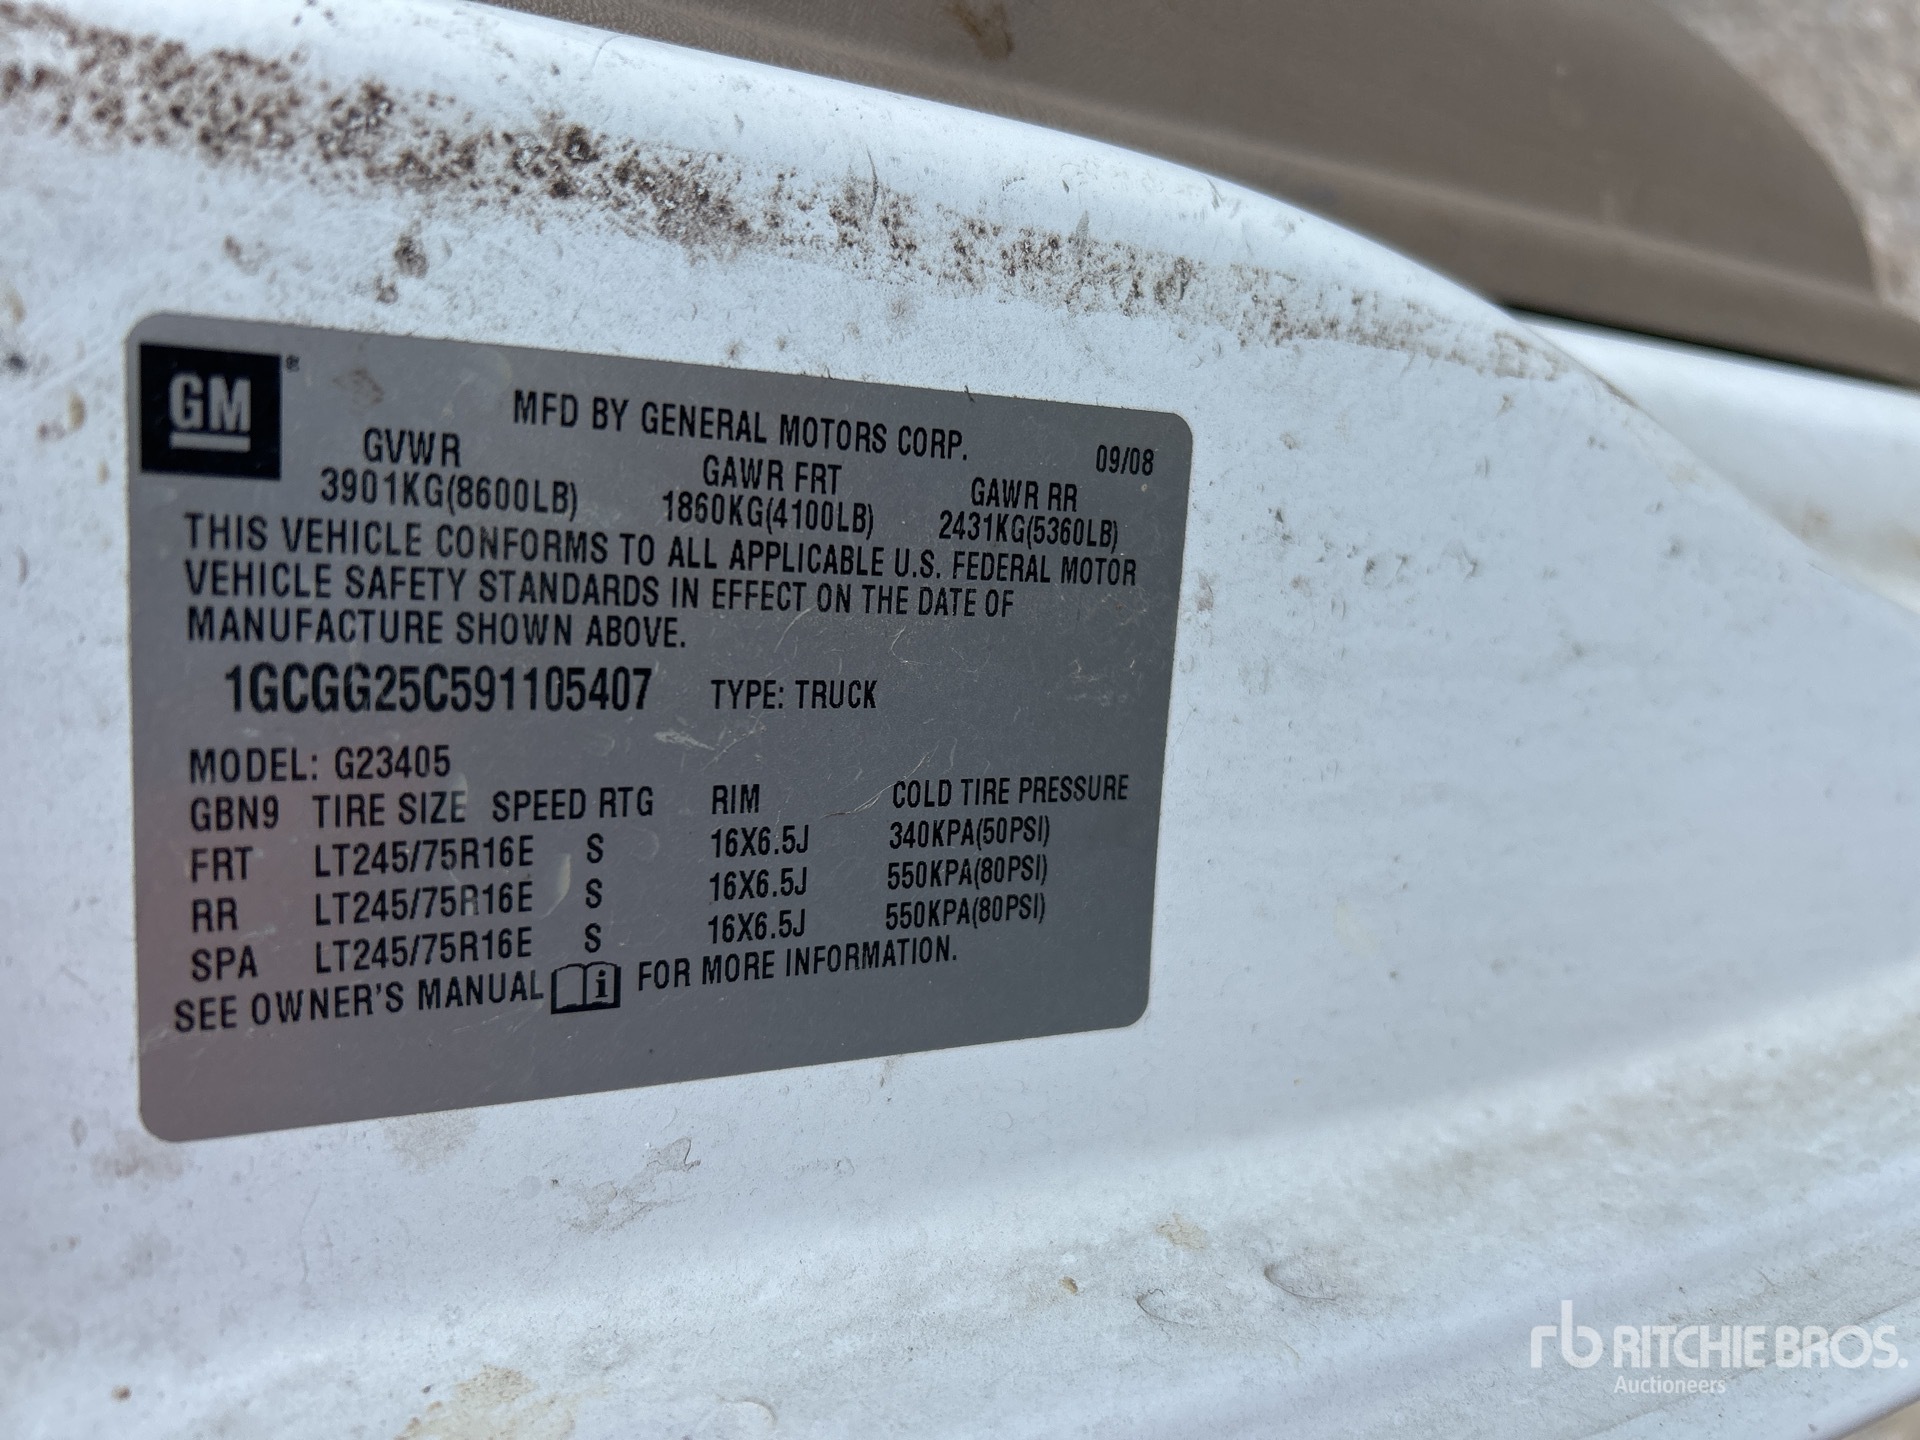 GM®
MFD BY GENERAL MOTORS CORP.
09/08
GVWR GAWR FRT GAWR RR
3901KG(8600LB) 1860KG(4100LB) 2431KG(5360LB)
THIS VEHICLE CONFORMS TO ALL APPLICABLE U.S. FEDERAL MOTOR
VEHICLE SAFETY STANDARDS IN EFFECT ON THE DATE OF
MANUFACTURE SHOWN ABOVE.
1GCGG25C591105407 TYPE: TRUCK
MODEL: G23405
GBN9 TIRE SIZE SPEED RTG RIM COLD TIRE PRESSURE
FRT LT245/75R16E S 16X6.5J 340KPA(50PSI)
RR LT245/75R16E S 16X6.5J 550KPA(80PSI)
SPA LT245/75R16E S 16X6.5J 550KPA(80PSI)
SEE OWNER'S MANUAL i FOR MORE INFORMATION.
rb RITCHIE BROS.
Auctioneers